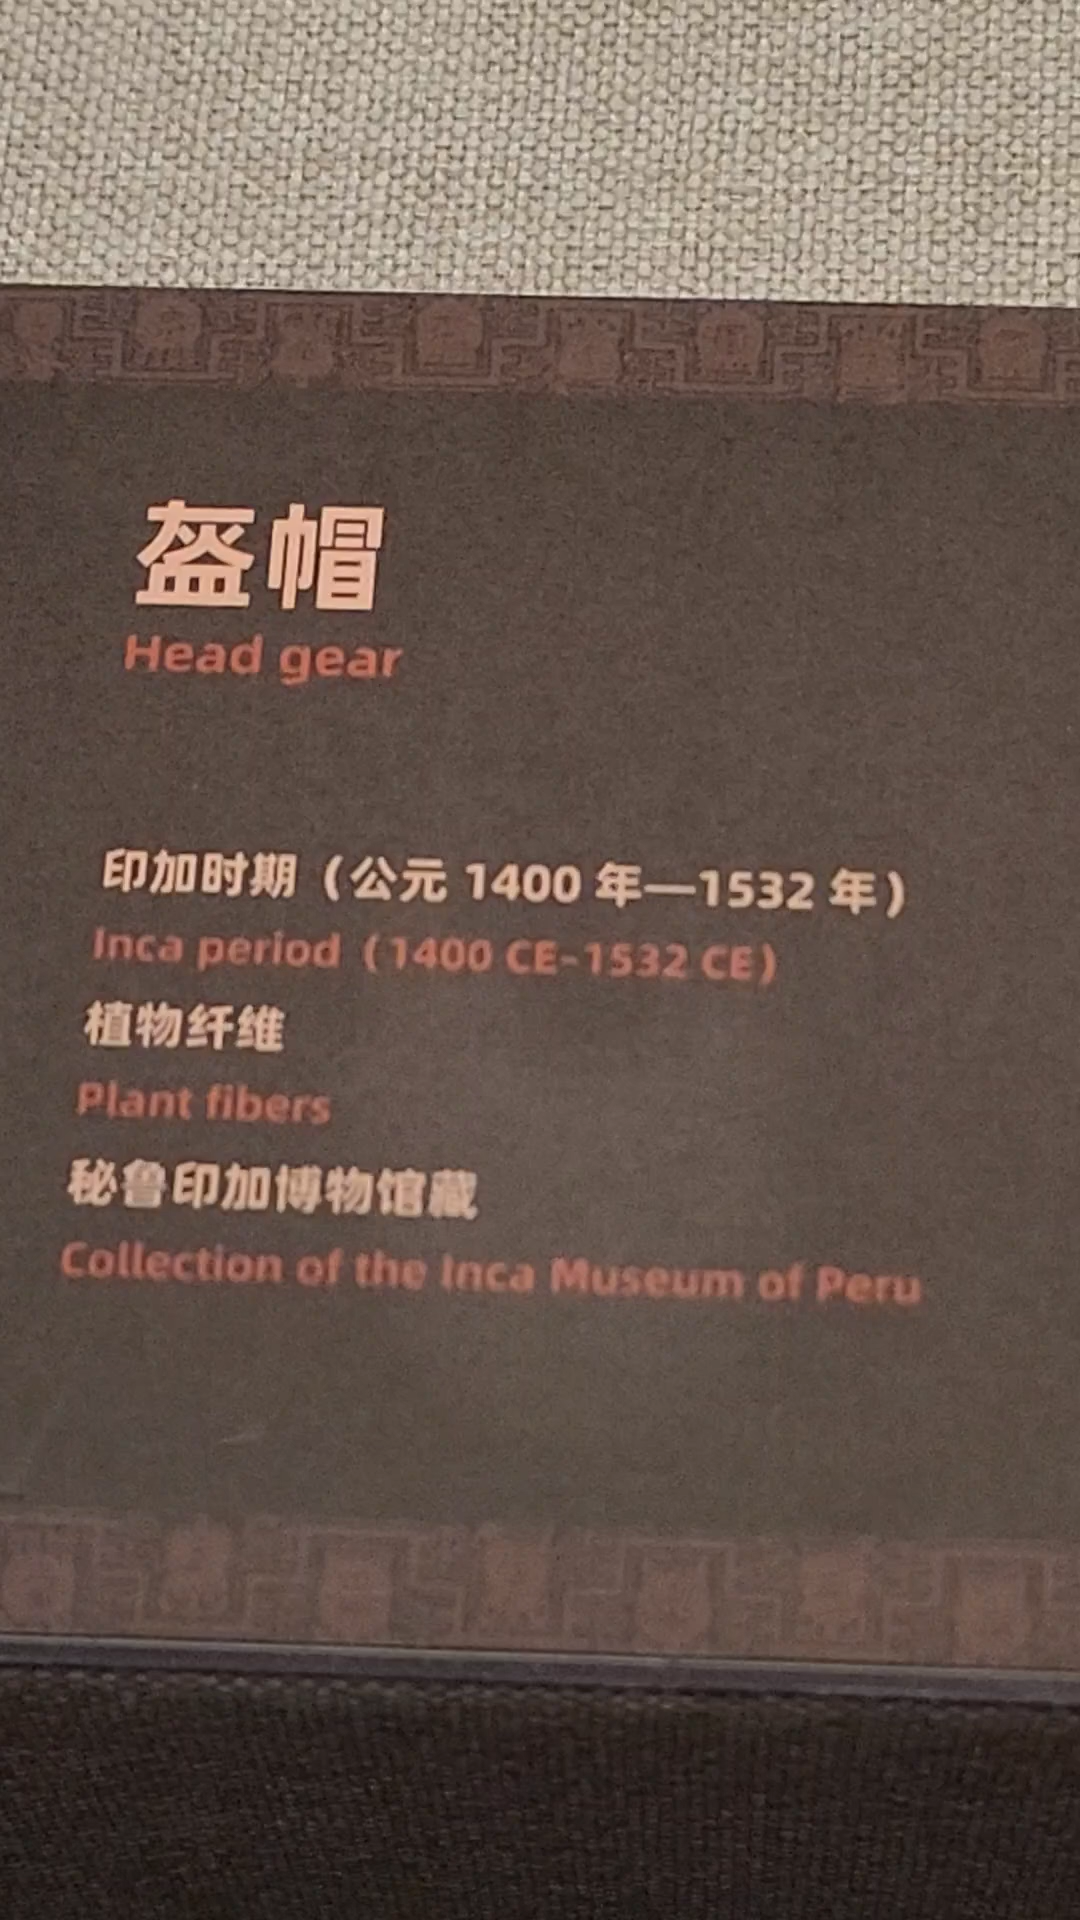 盔帽
Head gear
印加时期（公元 1400 年—1532 年）
Inca period（1400 CE-1532 CE）
植物纤维
Plant fibers
秘鲁印加博物馆藏
Collection of the Inca Museum of Peru